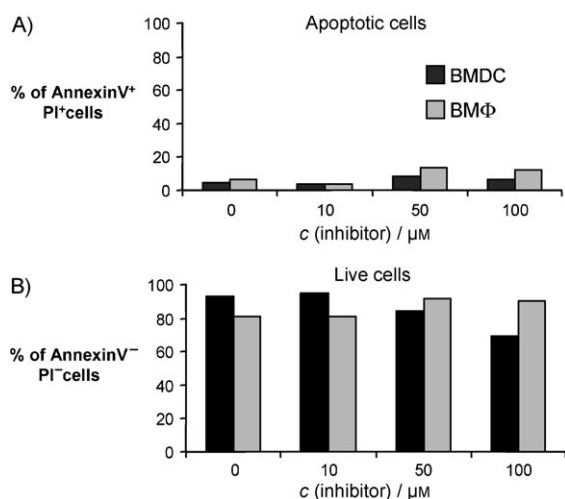 A)
Apoptotic cells
% of AnnexinV⁺
PI⁺cells
100
80
60
40
20
0
BMDC
BMΦ
0 10 50 100
c (inhibitor) / μM
B)
Live cells
% of AnnexinV⁻
PI⁻cells
100
80
60
40
20
0
0 10 50 100
c (inhibitor) / μM